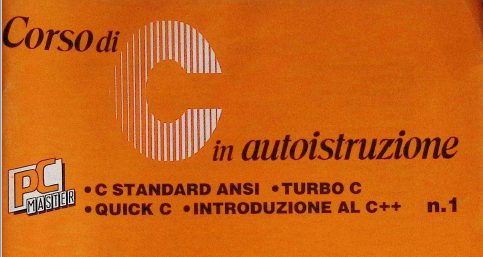 Corso di
C
in autoistruzione
PC
MASTER
• C STANDARD ANSI • TURBO C
• QUICK C • INTRODUZIONE AL C++ n.1